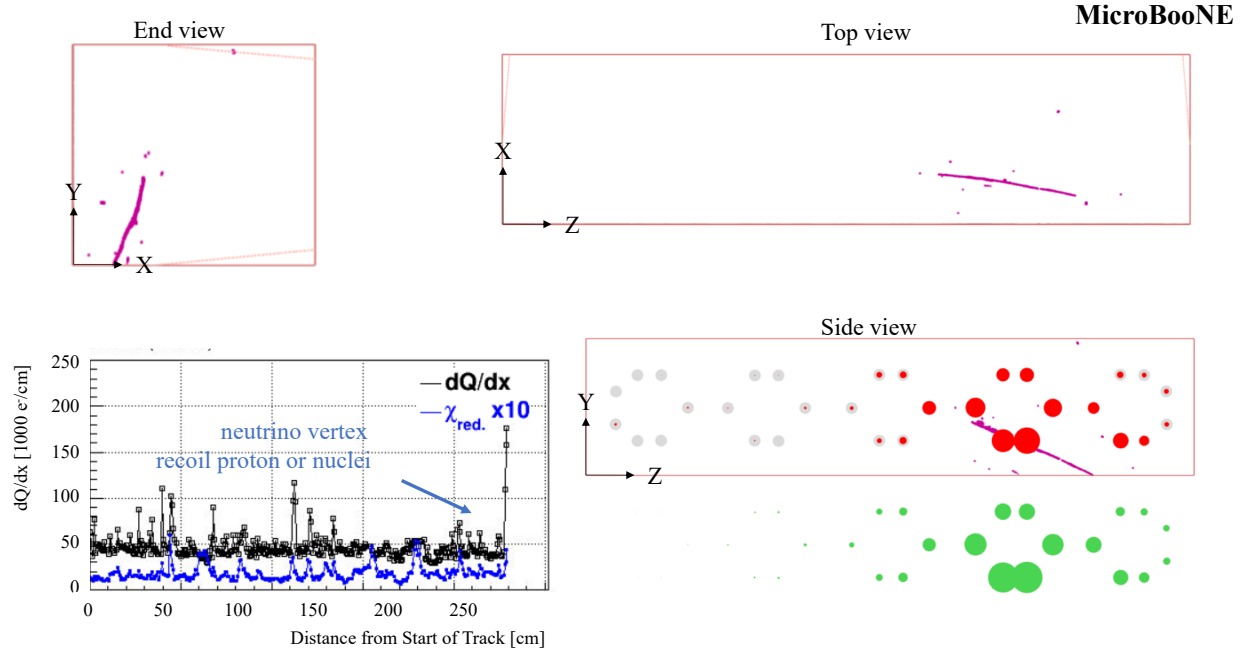 MicroBooNE
End view
Top view
Y
X
X
Z
Side view
Y
Z
dQ/dx [1000 e⁻/cm]
250
200
150
100
50
0
dQ/dx
χred. x10
neutrino vertex
recoil proton or nuclei
0 50 100 150 200 250
Distance from Start of Track [cm]